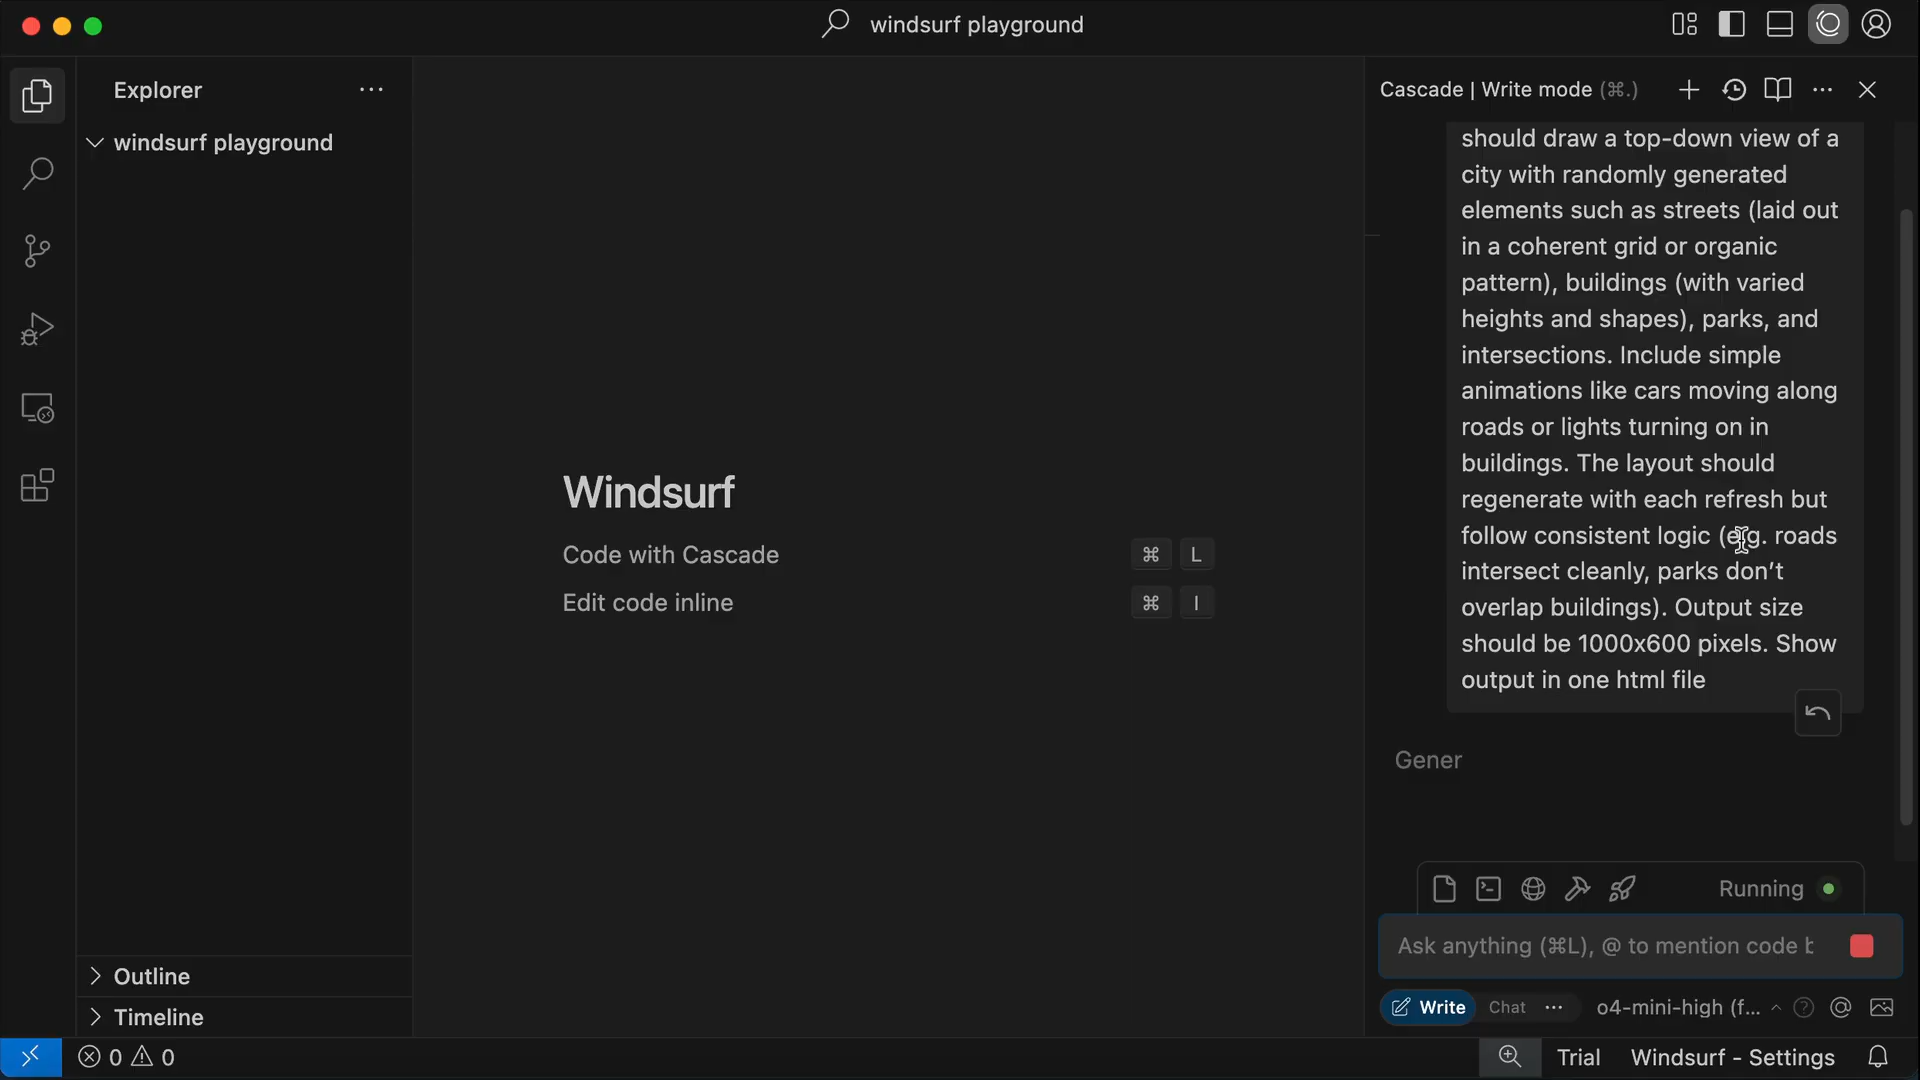 windsurf playground
Explorer
windsurf playground
Windsurf
Code with Cascade
⌘ L
Edit code inline
⌘ I
Outline
Timeline
Cascade | Write mode (⌘.)
should draw a top-down view of a
city with randomly generated
elements such as streets (laid out
in a coherent grid or organic
pattern), buildings (with varied
heights and shapes), parks, and
intersections. Include simple
animations like cars moving along
roads or lights turning on in
buildings. The layout should
regenerate with each refresh but
follow consistent logic (e.g. roads
intersect cleanly, parks don’t
overlap buildings). Output size
should be 1000x600 pixels. Show
output in one html file
Gener
Running
Ask anything (⌘L), @ to mention code b
Write Chat ... o4-mini-high (f...
0 0
Trial Windsurf - Settings